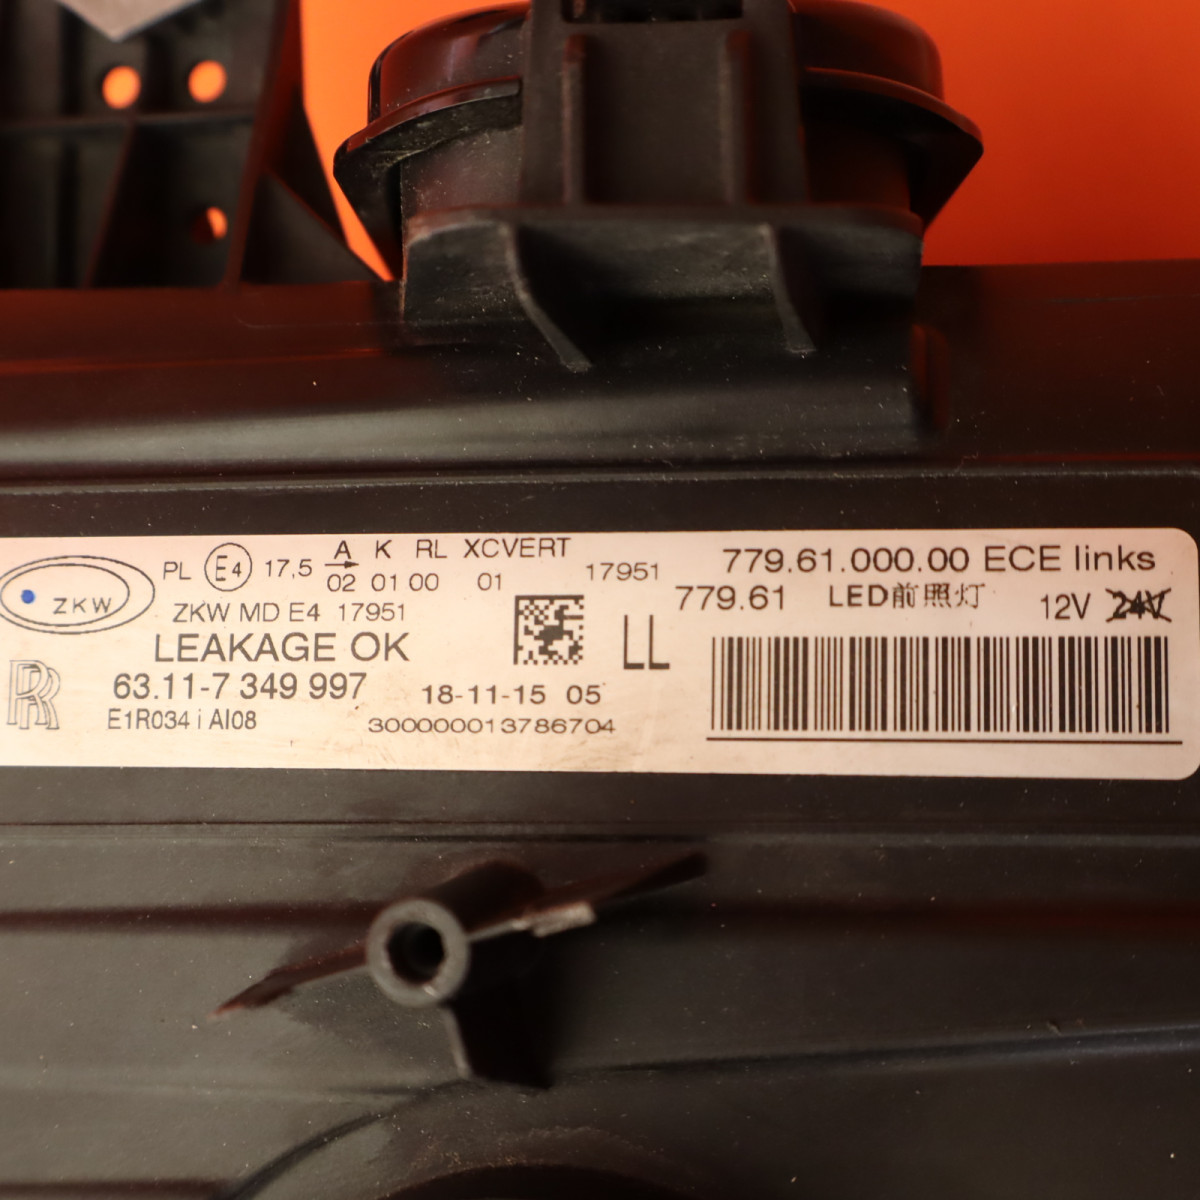 PL E4 17,5 A K RL XCVERT
02 01 00 01
17951
779.61.000.00 ECE links
ZKW
ZKW MD E4 17951
779.61 LED前照灯 12V 24V
LEAKAGE OK
LL
RR
63.11-7 349 997
18-11-15 05
E1R034 i AI08
300000013786704